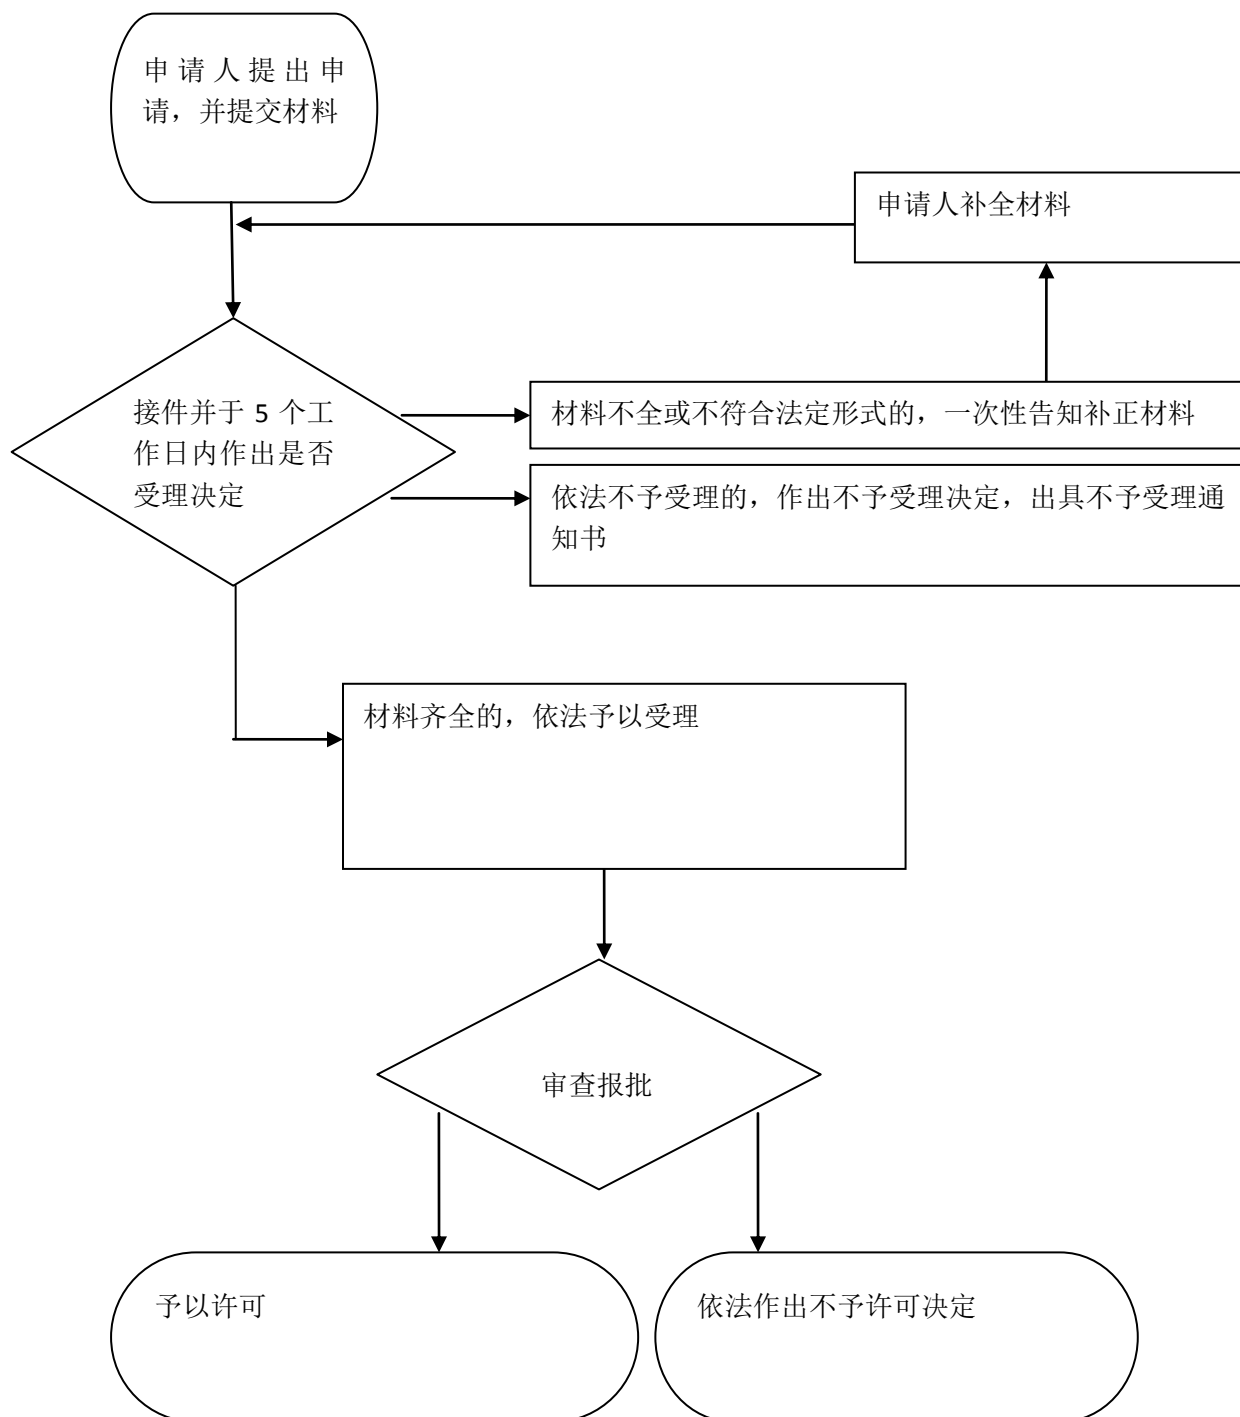 申请人提出申
请，并提交材料
申请人补全材料
接件并于 5 个工
作日内作出是否
受理决定
材料不全或不符合法定形式的，一次性告知补正材料
依法不予受理的，作出不予受理决定，出具不予受理通
知书
材料齐全的，依法予以受理
审查报批
予以许可
依法作出不予许可决定